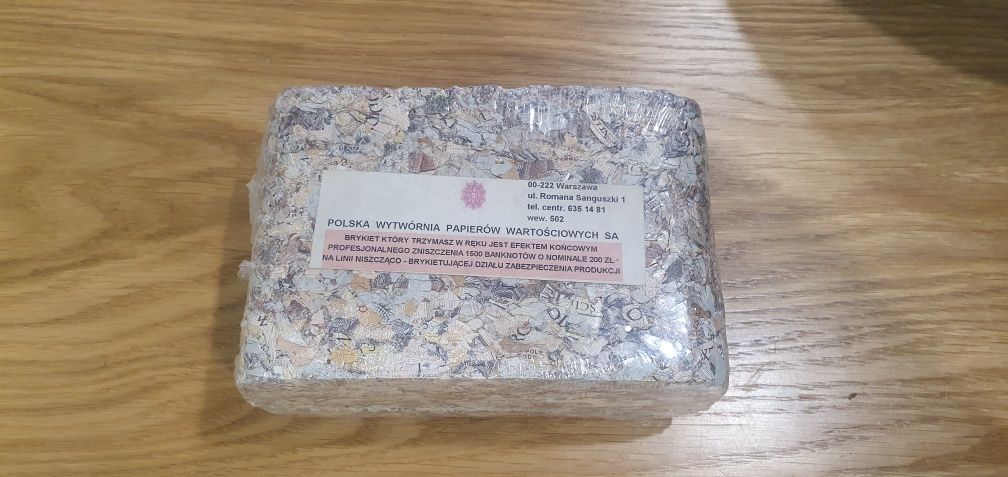 00-222 Warszawa
ul. Romana Sanguszki 1
tel. centr. 635 14 81
wew. 502
POLSKA WYTWÓRNIA PAPIERÓW WARTOŚCIOWYCH SA
BRYKIET KTÓRY TRZYMASZ W RĘKU JEST EFEKTEM KOŃCOWYM
PROFESJONALNEGO ZNISZCZENIA 1500 BANKNOTÓW O NOMINALE 200 ZŁ
NA LINII NISZCZĄCO - BRYKIETUJĄCEJ DZIAŁU ZABEZPIECZENIA PRODUKCJI